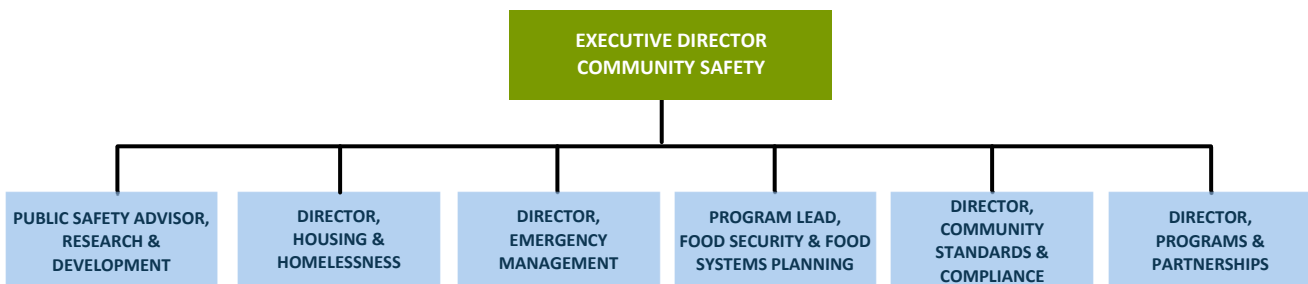 EXECUTIVE DIRECTOR
COMMUNITY SAFETY
PUBLIC SAFETY ADVISOR,
RESEARCH &
DEVELOPMENT
DIRECTOR,
HOUSING &
HOMELESSNESS
DIRECTOR,
EMERGENCY
MANAGEMENT
PROGRAM LEAD,
FOOD SECURITY & FOOD
SYSTEMS PLANNING
DIRECTOR,
COMMUNITY
STANDARDS &
COMPLIANCE
DIRECTOR,
PROGRAMS &
PARTNERSHIPS